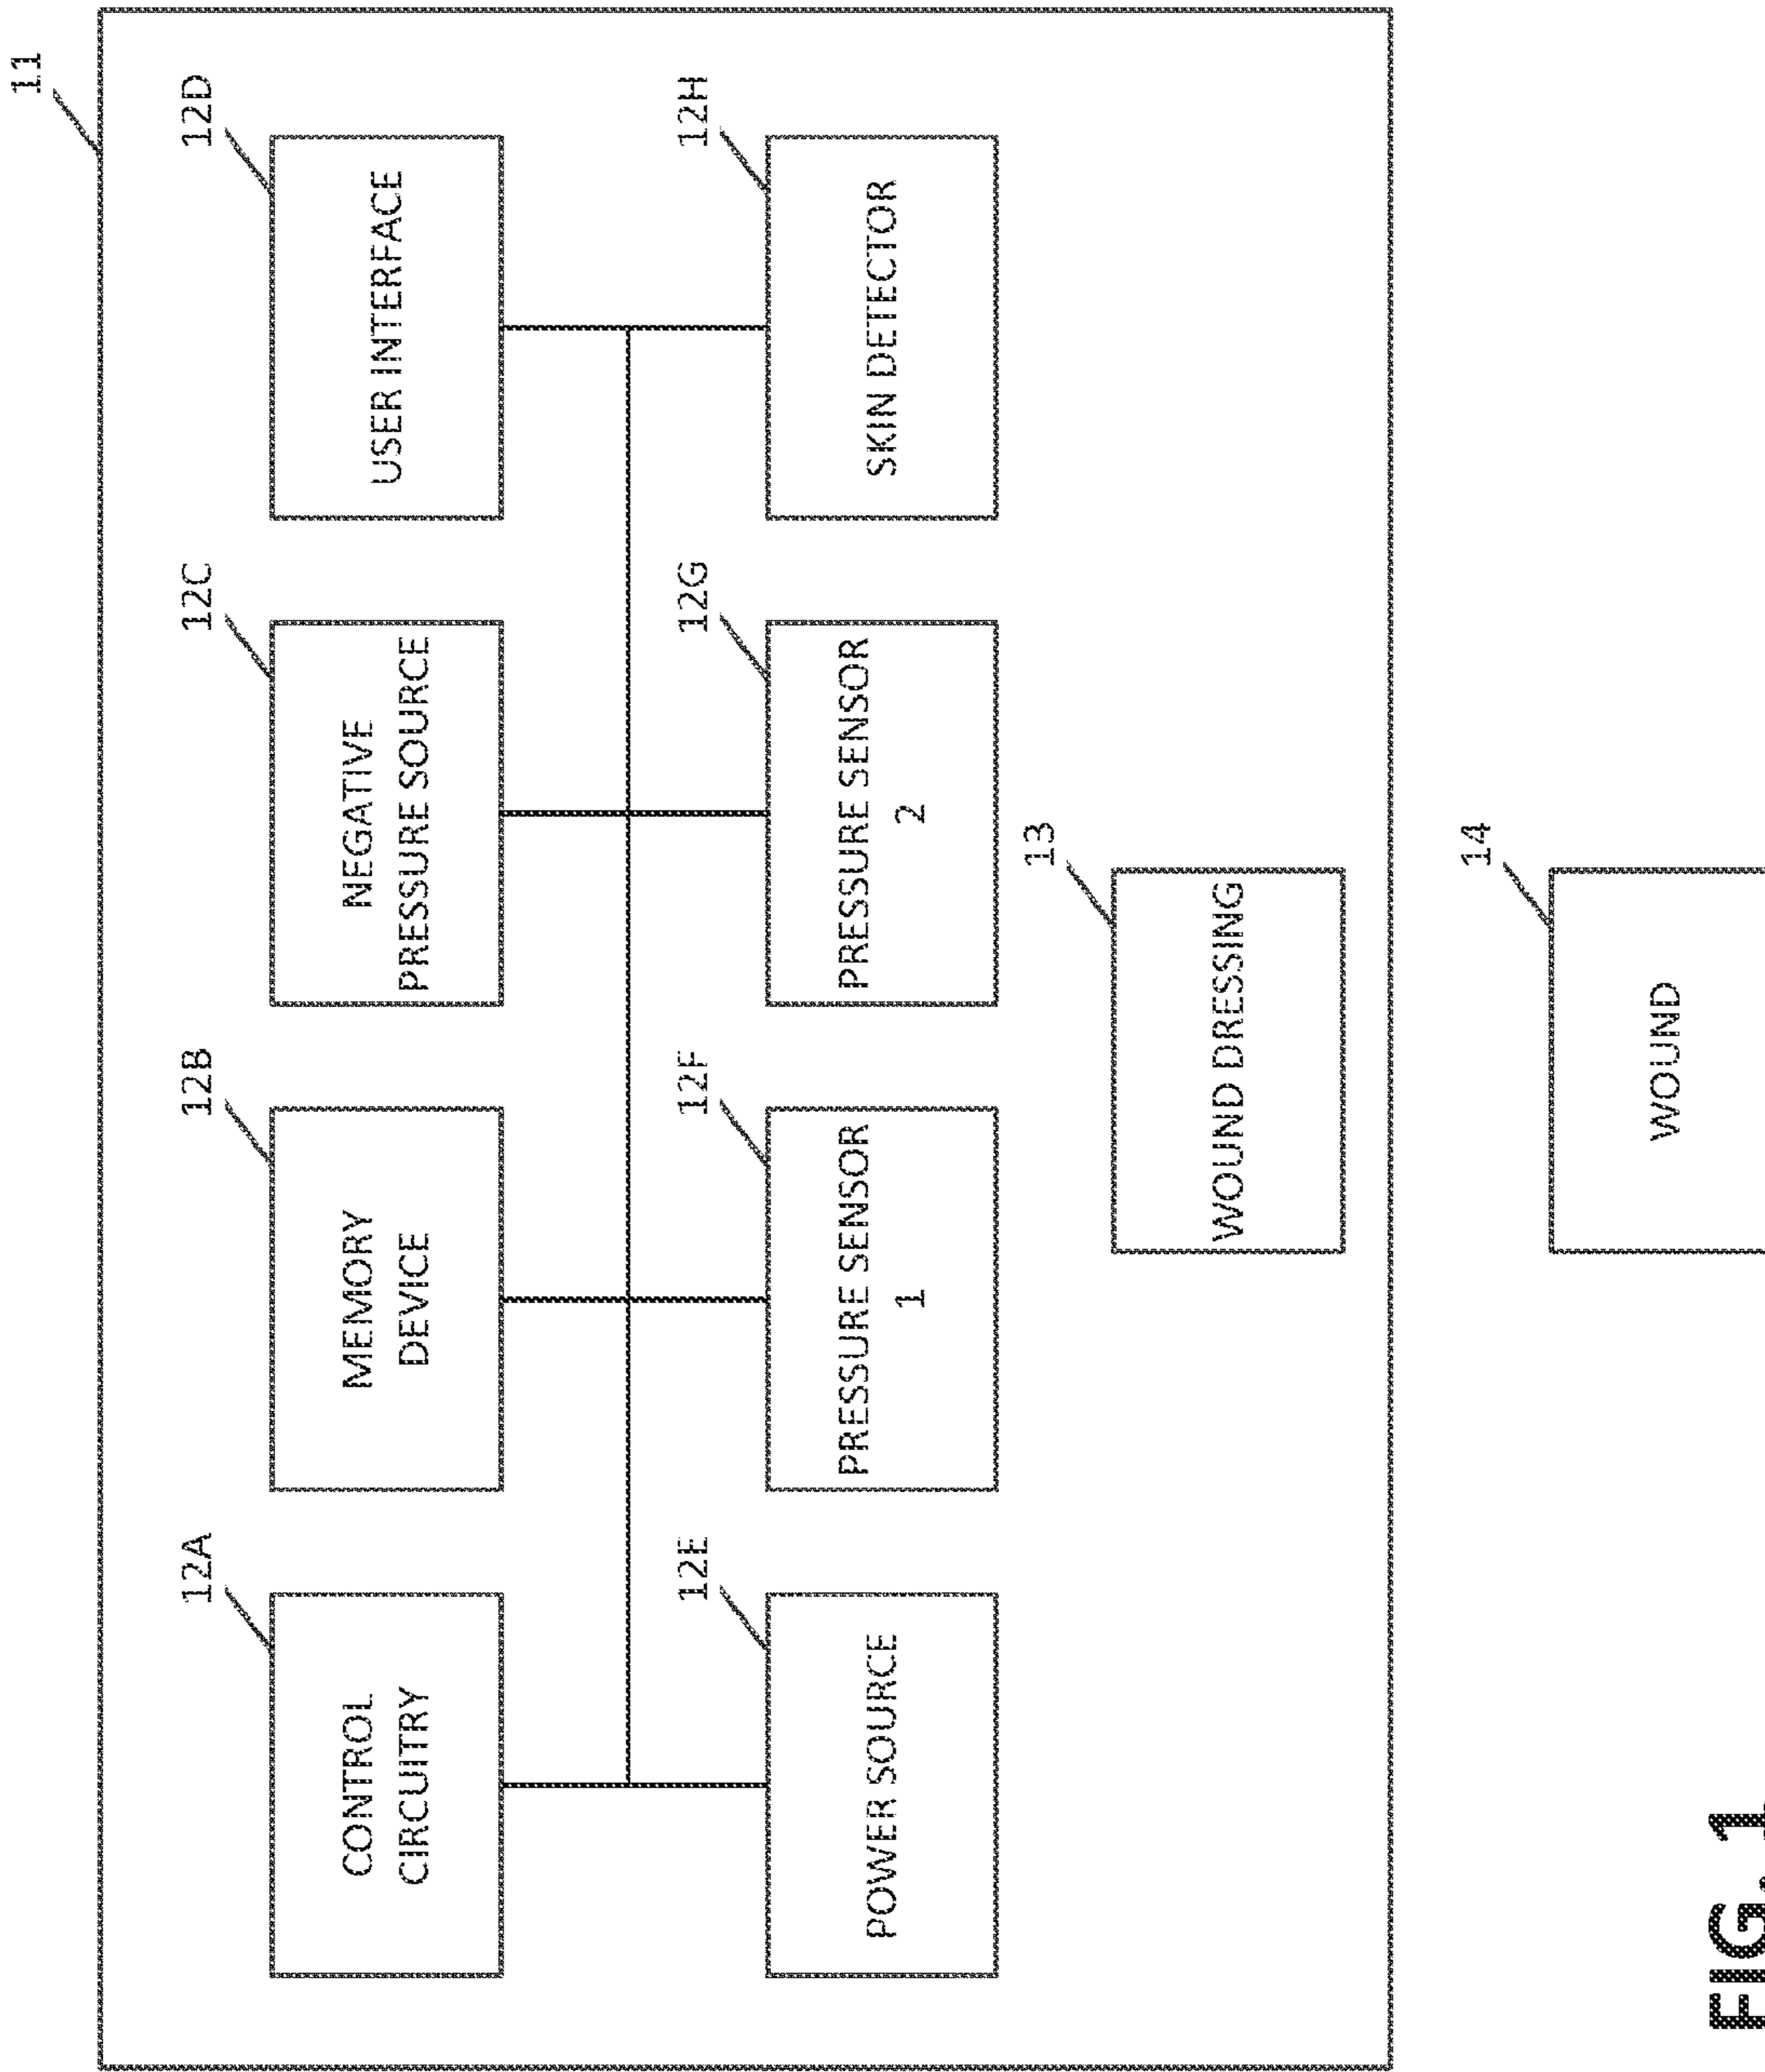 11
12A
12B
12C
12D
CONTROL
CIRCUITRY
MEMORY
DEVICE
NEGATIVE
PRESSURE SOURCE
USER INTERFACE
12E
12F
12G
12H
POWER SOURCE
PRESSURE SENSOR
1
PRESSURE SENSOR
2
SKIN DETECTOR
13
WOUND DRESSING
14
WOUND
FIG. 1